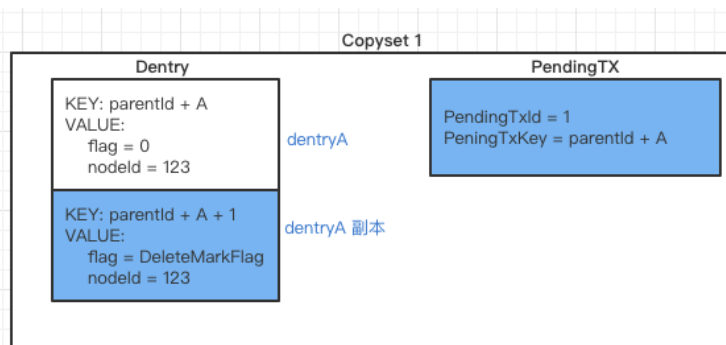 Copyset 1
Dentry
KEY: parentId + A
VALUE:
flag = 0
nodeId = 123
dentryA
KEY: parentId + A + 1
VALUE:
flag = DeleteMarkFlag
nodeId = 123
dentryA 副本
PendingTX
PendingTxId = 1
PeningTxKey = parentId + A